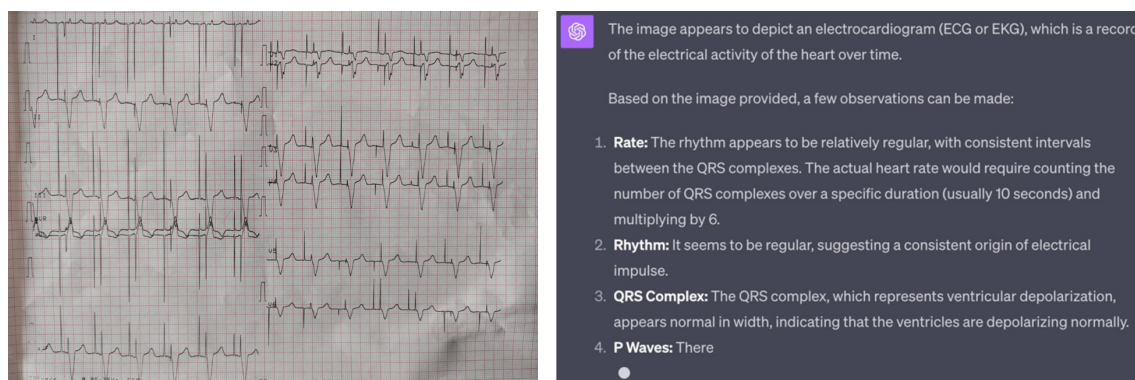 I
II
III
VR
V5
The image appears to depict an electrocardiogram (ECG or EKG), which is a recor
of the electrical activity of the heart over time.
Based on the image provided, a few observations can be made:
1. Rate: The rhythm appears to be relatively regular, with consistent intervals
between the QRS complexes. The actual heart rate would require counting the
number of QRS complexes over a specific duration (usually 10 seconds) and
multiplying by 6.
2. Rhythm: It seems to be regular, suggesting a consistent origin of electrical
impulse.
3. QRS Complex: The QRS complex, which represents ventricular depolarization,
appears normal in width, indicating that the ventricles are depolarizing normally.
4. P Waves: There